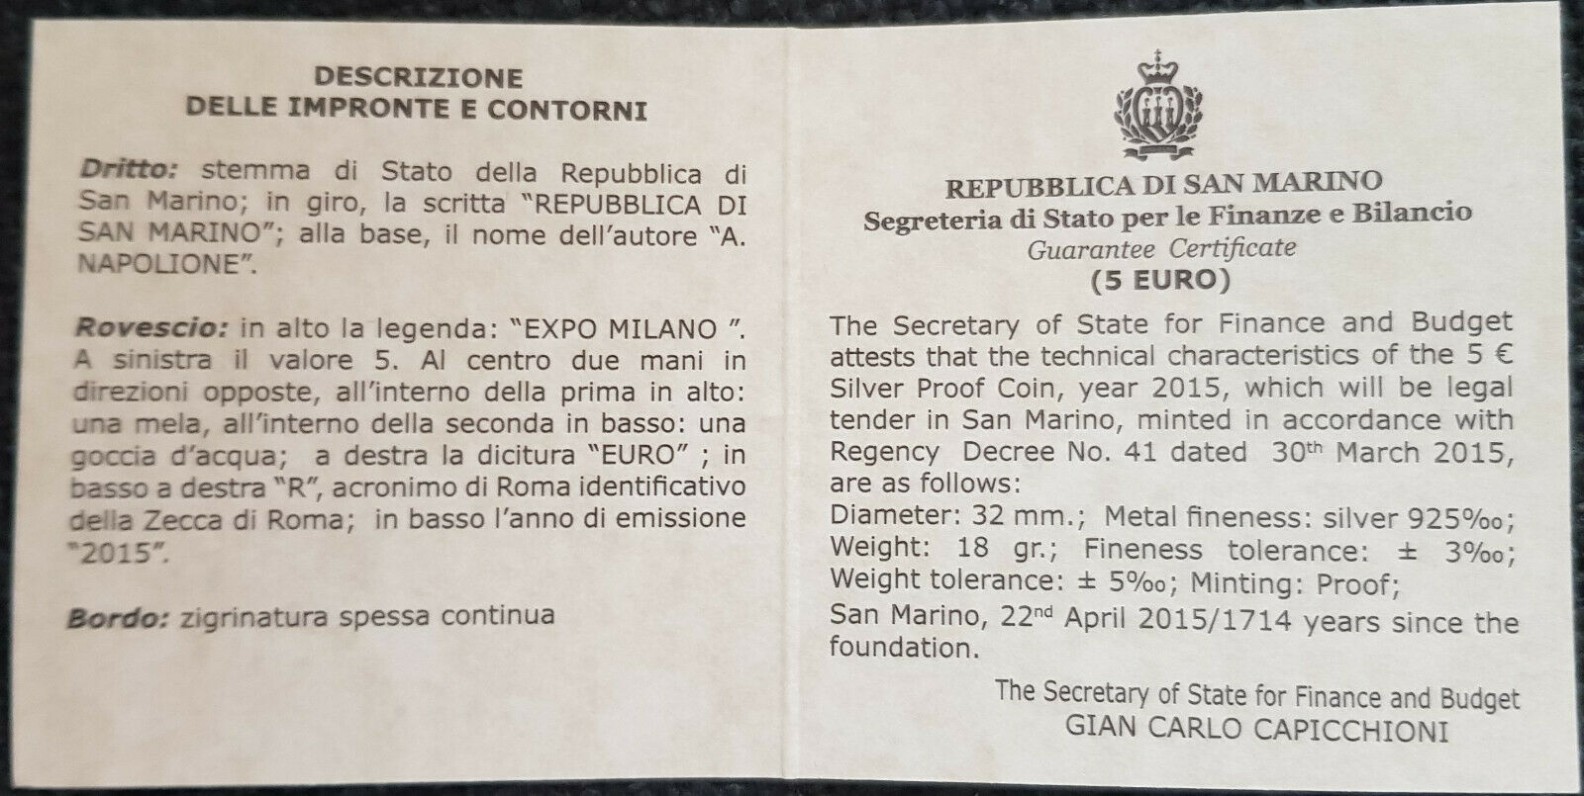 DESCRIZIONE
DELLE IMPRONTE E CONTORNI
Dritto: stemma di Stato della Repubblica di
San Marino; in giro, la scritta “REPUBBLICA DI
SAN MARINO”; alla base, il nome dell’autore “A.
NAPOLIONE”.
Rovescio: in alto la legenda: “EXPO MILANO ”.
A sinistra il valore 5. Al centro due mani in
direzioni opposte, all’interno della prima in alto:
una mela, all’interno della seconda in basso: una
goccia d’acqua; a destra la dicitura “EURO” ; in
basso a destra “R”, acronimo di Roma identificativo
della Zecca di Roma; in basso l’anno di emissione
“2015”.
Bordo: zigrinatura spessa continua
REPUBBLICA DI SAN MARINO
Segreteria di Stato per le Finanze e Bilancio
Guarantee Certificate
(5 EURO)
The Secretary of State for Finance and Budget
attests that the technical characteristics of the 5 €
Silver Proof Coin, year 2015, which will be legal
tender in San Marino, minted in accordance with
Regency Decree No. 41 dated 30th March 2015,
are as follows:
Diameter: 32 mm.; Metal fineness: silver 925‰;
Weight: 18 gr.; Fineness tolerance: ± 3‰;
Weight tolerance: ± 5‰; Minting: Proof;
San Marino, 22nd April 2015/1714 years since the
foundation.
The Secretary of State for Finance and Budget
GIAN CARLO CAPICCHIONI